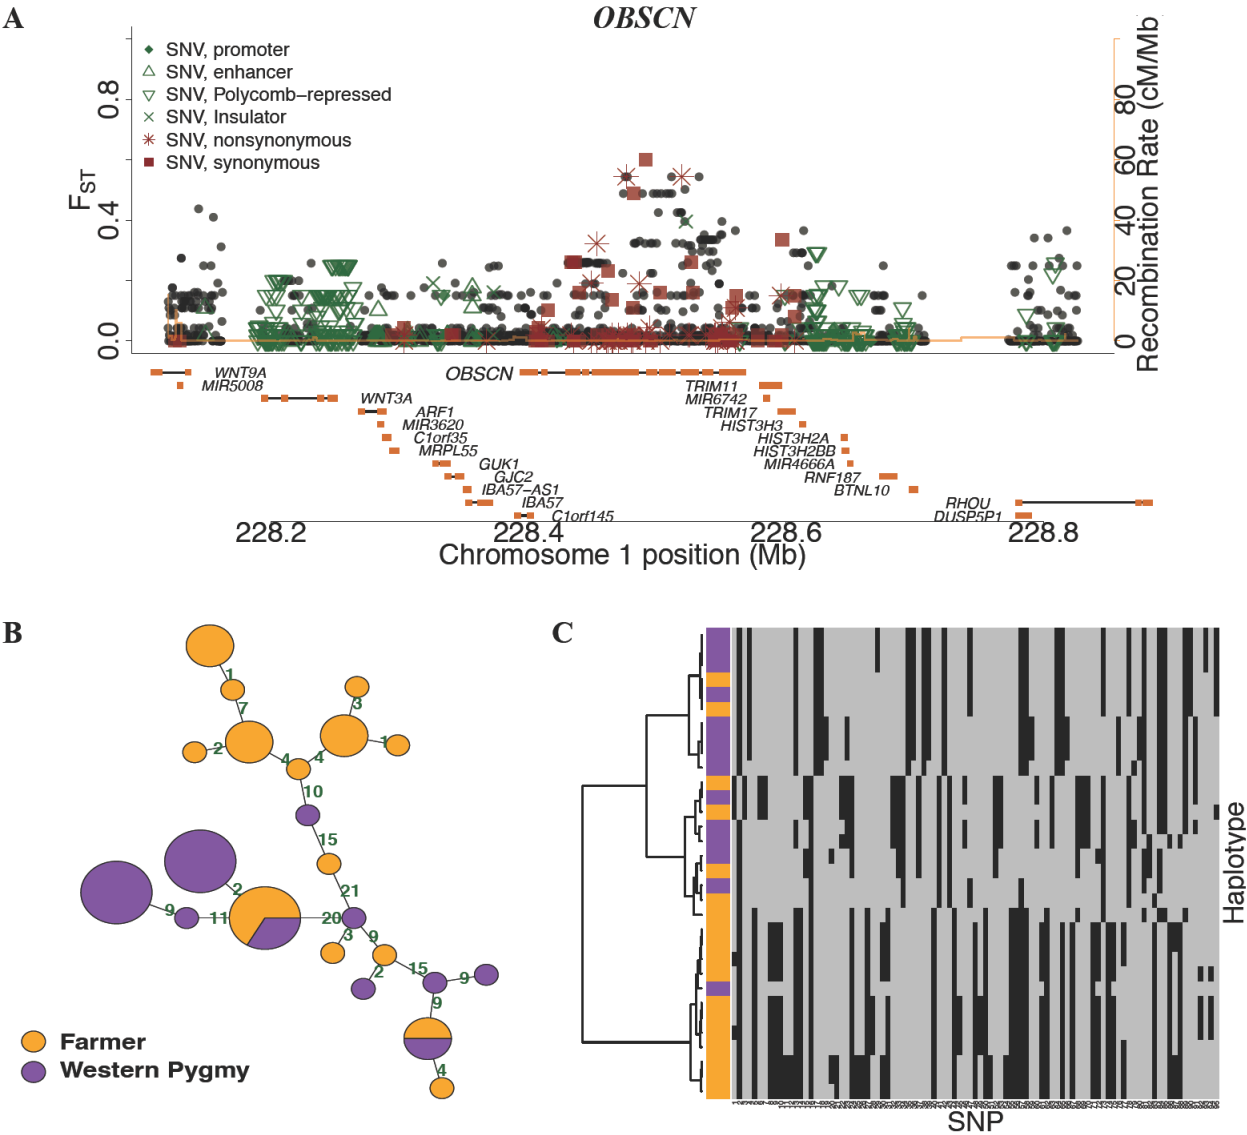 A
OBSCN
SNV, promoter
SNV, enhancer
SNV, Polycomb−repressed
SNV, Insulator
SNV, nonsynonymous
SNV, synonymous
FST
0.0
0.4
0.8
Recombination Rate (cM/Mb
0
20
40
60
80
WNT9A
MIR5008
WNT3A
ARF1
MIR3620
C1orf35
MRPL55
GUK1
GJC2
IBA57−AS1
IBA57
C1orf145
OBSCN
TRIM11
MIR6742
TRIM17
HIST3H3
HIST3H2A
HIST3H2BB
MIR4666A
RNF187
BTNL10
RHOU
DUSP5P1
228.2
228.4
228.6
228.8
Chromosome 1 position (Mb)
B
1
7
2
4
4
3
1
10
15
21
2
9
11
20
3
9
2
15
9
9
4
Farmer
Western Pygmy
C
Haplotype
SNP